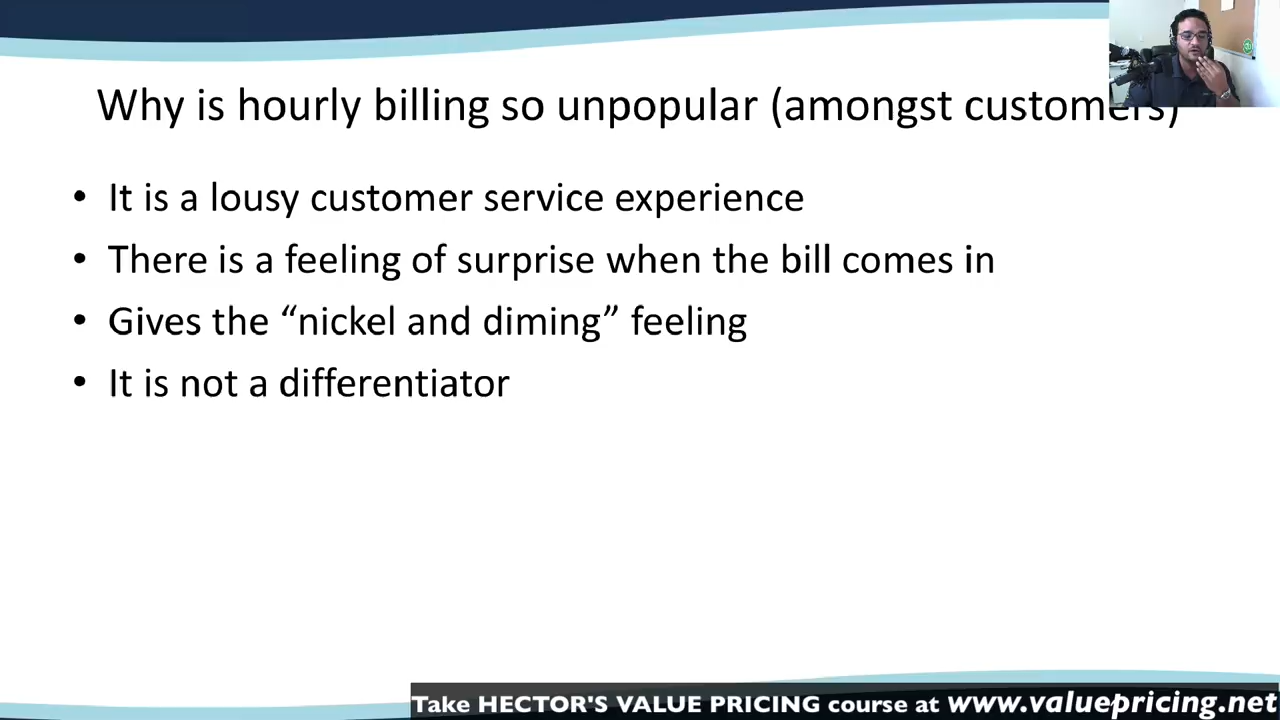 Why is hourly billing so unpopular (amongst customers)
• It is a lousy customer service experience
• There is a feeling of surprise when the bill comes in
• Gives the “nickel and diming” feeling
• It is not a differentiator
Take HECTOR'S VALUE PRICING course at www.valuepricing.net